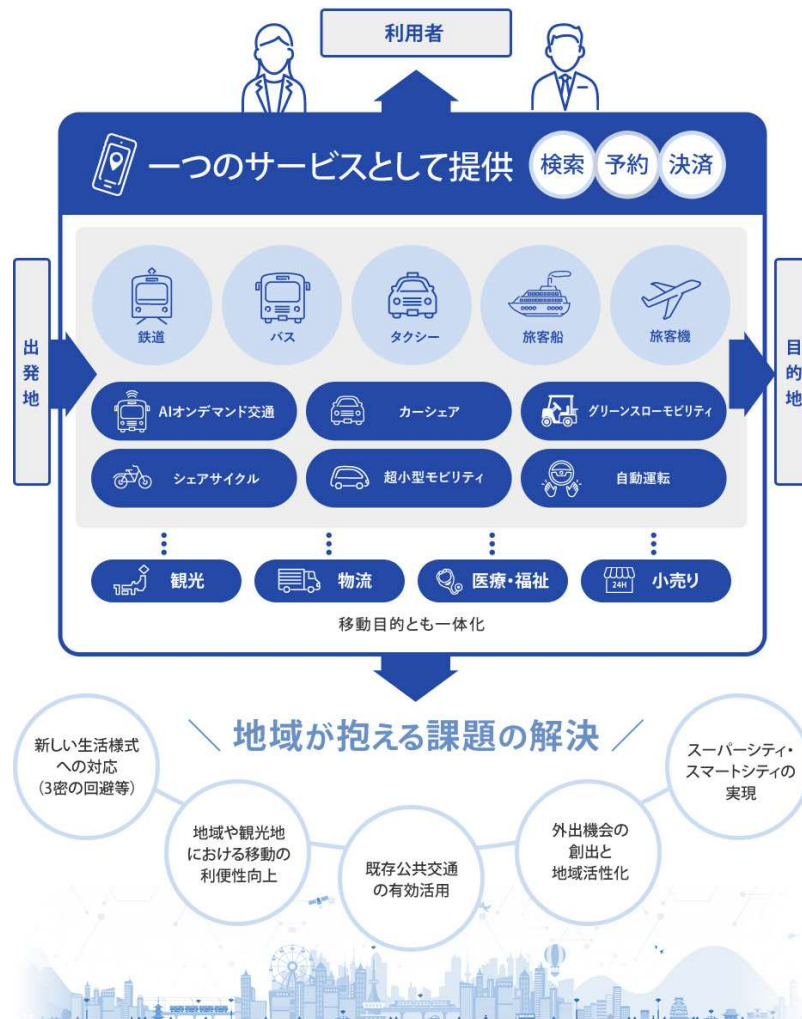 利用者
一つのサービスとして提供 検索 予約 決済
出発地
目的地
鉄道 バス タクシー 旅客船 旅客機
AIオンデマンド交通 カーシェア グリーンスローモビリティ
シェアサイクル 超小型モビリティ 自動運転
観光 物流 医療・福祉 24H 小売り
移動目的とも一体化
地域が抱える課題の解決
新しい生活様式
への対応
(3密の回避等)
地域や観光地
における移動の
利便性向上
既存公共交通
の有効活用
外出機会の
創出と
地域活性化
スーパーシティ・
スマートシティの
実現